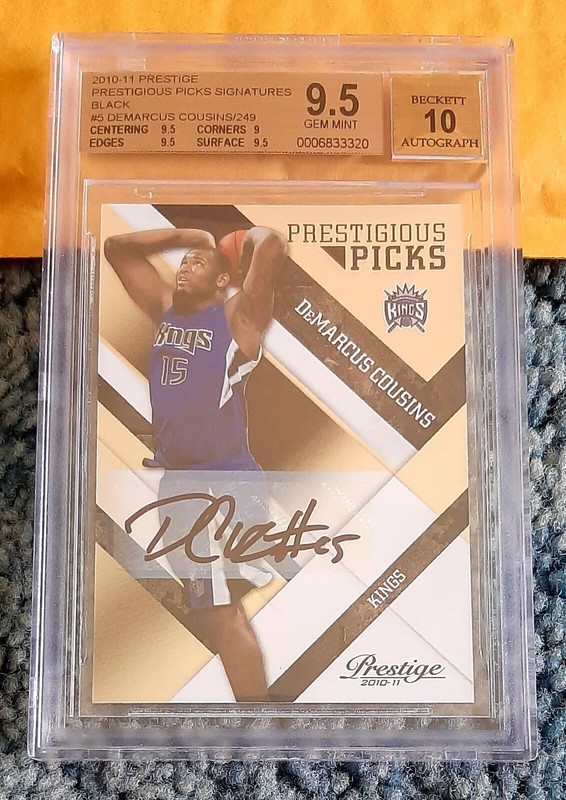 2010-11 PRESTIGE
PRESTIGIOUS PICKS SIGNATURES
BLACK
#5 DEMARCUS COUSINS/249
CENTERING 9.5 CORNERS 9
EDGES 9.5 SURFACE 9.5
9.5
GEM MINT
0006833320
BECKETT
10
AUTOGRAPH
PRESTIGIOUS
PICKS
KINGS
DeMARCUS COUSINS
Kings
15
KINGS
Prestige
2010-11